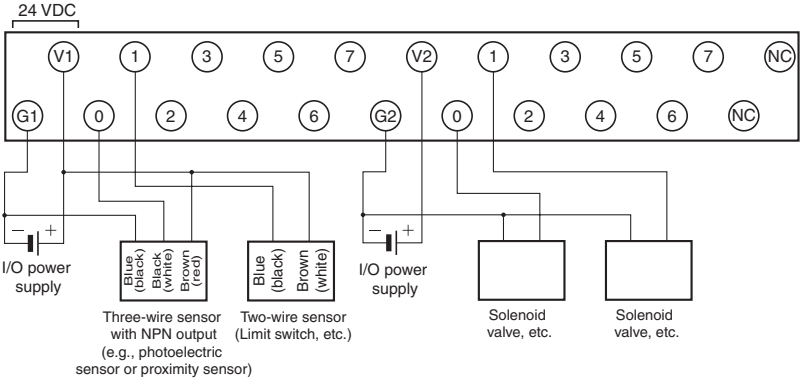 24 VDC
V1 1 3 5 7 V2 1 3 5 7 NC
G1 0 2 4 6 G2 0 2 4 6 NC
− +
I/O power
supply
Blue
(black)
Black
(white)
Brown
(red)
Three-wire sensor
with NPN output
(e.g., photoelectric
sensor or proximity sensor)
Blue
(black)
Brown
(white)
Two-wire sensor
(Limit switch, etc.)
− +
I/O power
supply
Solenoid
valve, etc.
Solenoid
valve, etc.